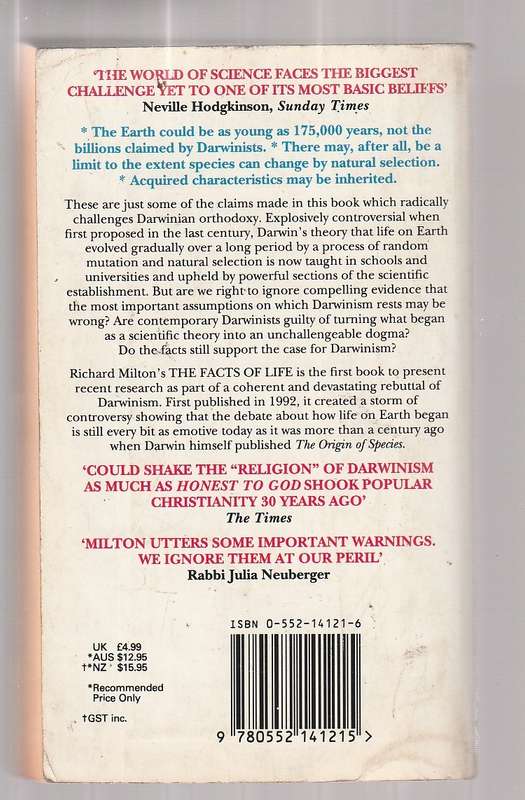 ‘THE WORLD OF SCIENCE FACES THE BIGGEST
CHALLENGE YET TO ONE OF ITS MOST BASIC BELIEFS’
Neville Hodgkinson, Sunday Times
* The Earth could be as young as 175,000 years, not the
billions claimed by Darwinists. * There may, after all, be a
limit to the extent species can change by natural selection.
* Acquired characteristics may be inherited.
These are just some of the claims made in this book which radically
challenges Darwinian orthodoxy. Explosively controversial when
first proposed in the last century, Darwin’s theory that life on Earth
evolved gradually over a long period by a process of random
mutation and natural selection is now taught in schools and
universities and upheld by powerful sections of the scientific
establishment. But are we right to ignore compelling evidence that
the most important assumptions on which Darwinism rests may be
wrong? Are contemporary Darwinists guilty of turning what began
as a scientific theory into an unchallengeable dogma?
Do the facts still support the case for Darwinism?
Richard Milton’s THE FACTS OF LIFE is the first book to present
recent research as part of a coherent and devastating rebuttal of
Darwinism. First published in 1992, it created a storm of
controversy showing that the debate about how life on Earth began
is still every bit as emotive today as it was more than a century ago
when Darwin himself published The Origin of Species.
‘COULD SHAKE THE “RELIGION” OF DARWINISM
AS MUCH AS HONEST TO GOD SHOOK POPULAR
CHRISTIANITY 30 YEARS AGO’
The Times
‘MILTON UTTERS SOME IMPORTANT WARNINGS.
WE IGNORE THEM AT OUR PERIL’
Rabbi Julia Neuberger
ISBN 0-552-14121-6
UK £4.99
*AUS $12.95
†*NZ $15.95
*Recommended
Price Only
†GST inc.
9 780552 141215 >